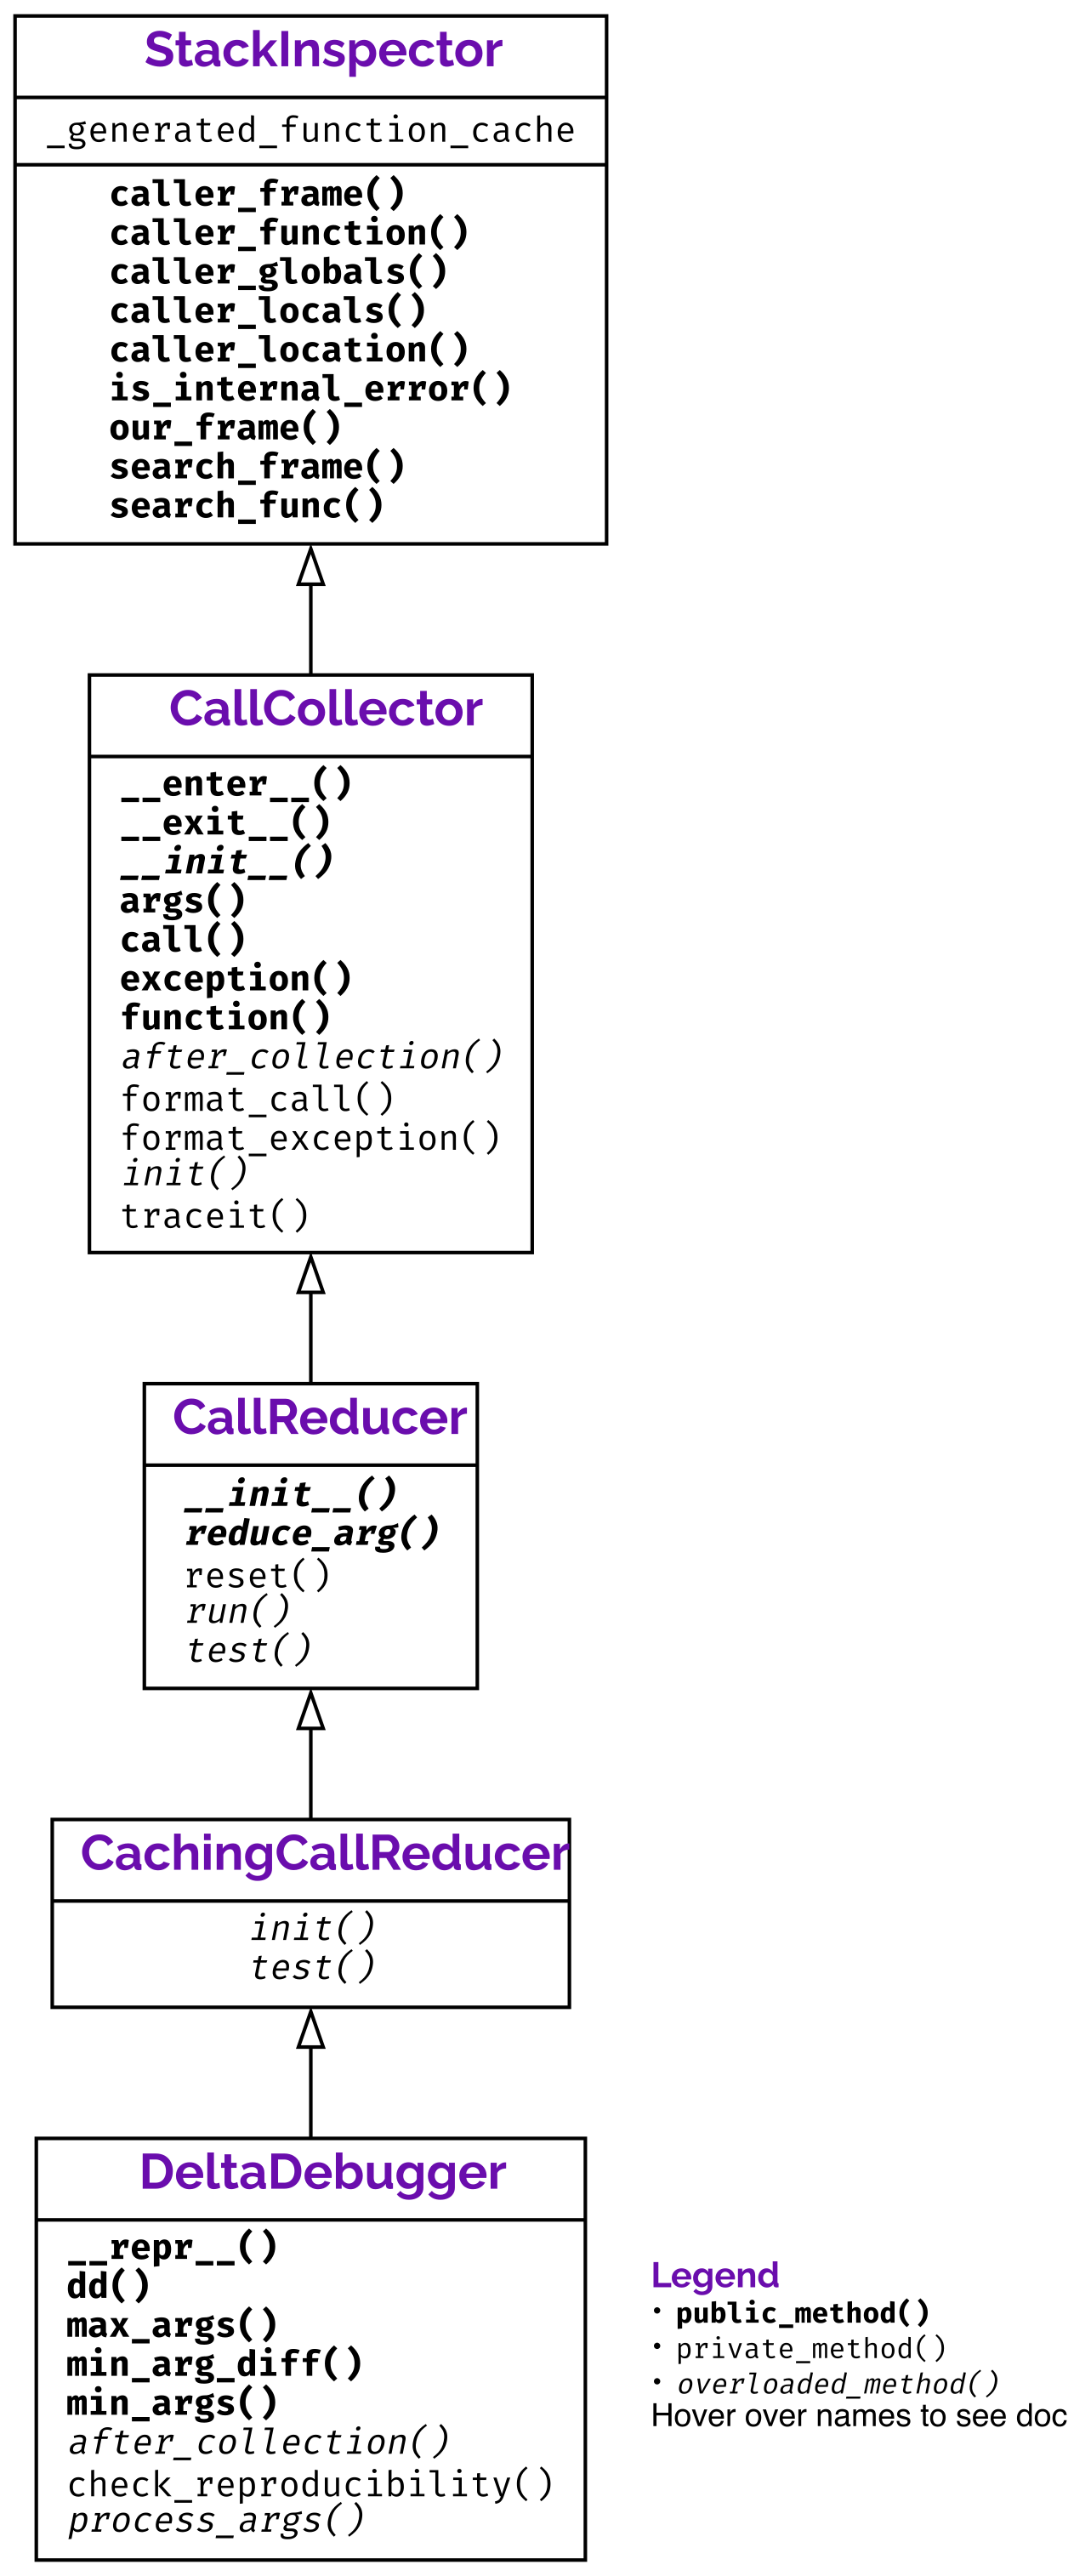 StackInspector
_generated_function_cache
caller_frame()
caller_function()
caller_globals()
caller_locals()
caller_location()
is_internal_error()
our_frame()
search_frame()
search_func()
CallCollector
__enter__()
__exit__()
__init__()
args()
call()
exception()
function()
after_collection()
format_call()
format_exception()
init()
traceit()
CallReducer
__init__()
reduce_arg()
reset()
run()
test()
CachingCallReducer
init()
test()
DeltaDebugger
__repr__()
dd()
max_args()
min_arg_diff()
min_args()
after_collection()
check_reproducibility()
process_args()
Legend
• public_method()
• private_method()
• overloaded_method()
Hover over names to see doc